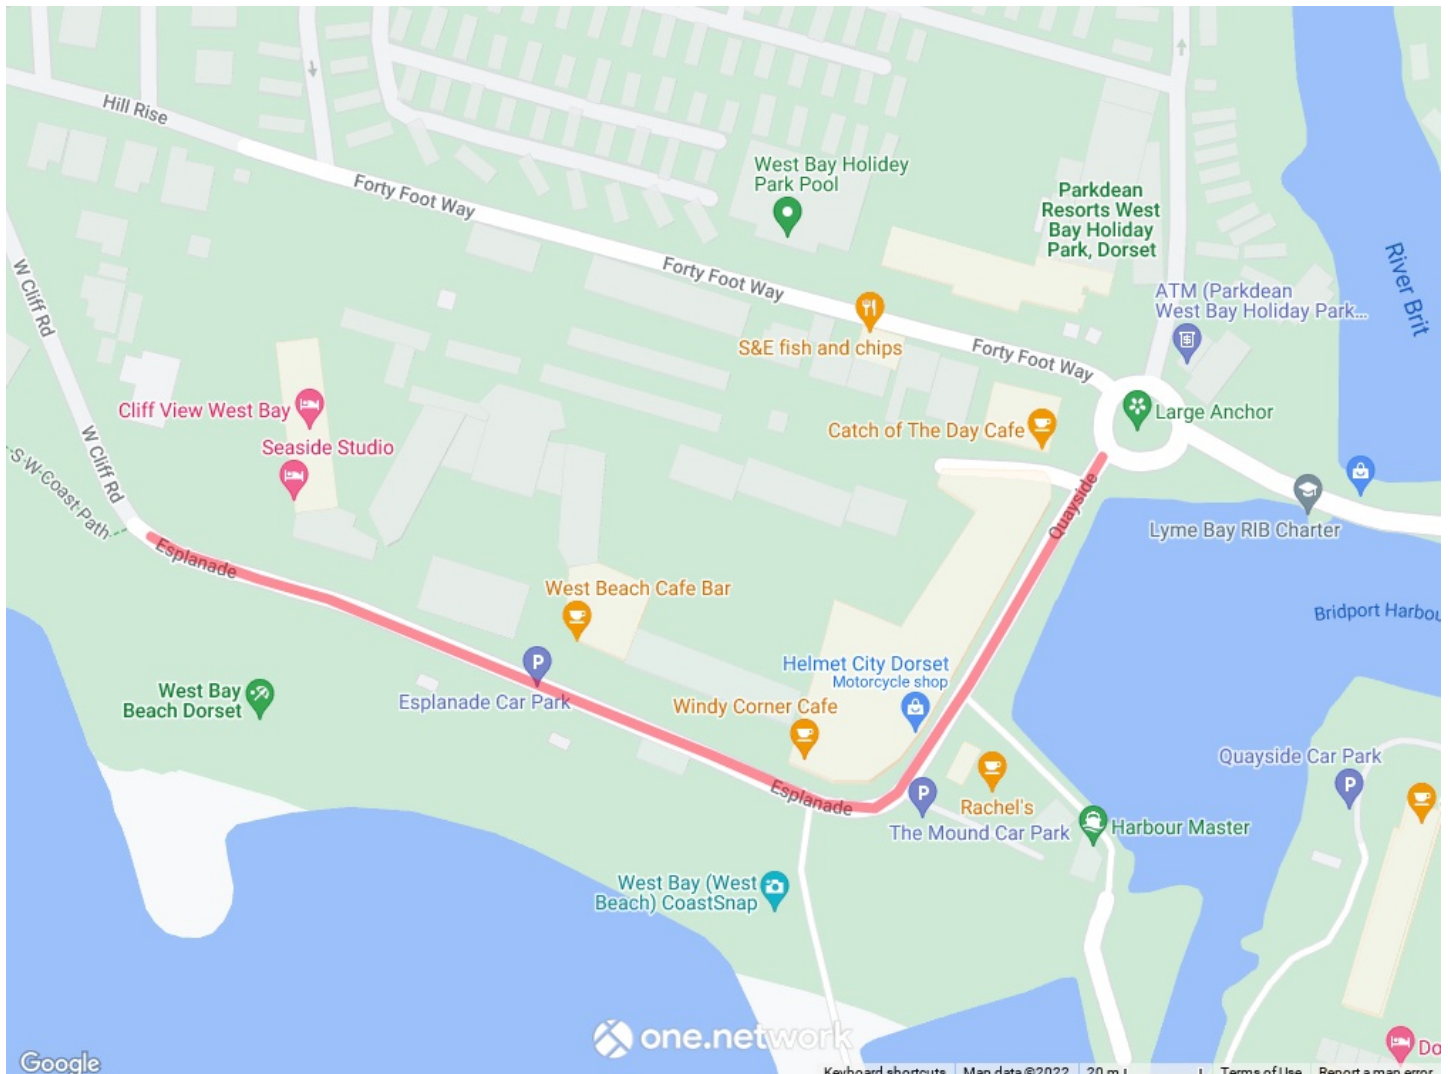 Hill Rise
Forty Foot Way
West Bay Holidey
Park Pool
Parkdean
Resorts West
Bay Holiday
Park, Dorset
River Brit
W Cliff Rd
Forty Foot Way
ATM (Parkdean
West Bay Holiday Park...
S&E fish and chips
Forty Foot Way
Cliff View West Bay
Large Anchor
Catch of The Day Cafe
Seaside Studio
W Cliff Rd
S W Coast Path
Quayside
Lyme Bay RIB Charter
Esplanade
West Beach Cafe Bar
Bridport Harbou
Helmet City Dorset
Motorcycle shop
P
West Bay
Beach Dorset
Esplanade Car Park
Windy Corner Cafe
Quayside Car Park
P
Esplanade
P
Rachel's
The Mound Car Park
Harbour Master
West Bay (West
Beach) CoastSnap
one.network
Do
Google
Keyboard shortcuts
Map data ©2022
20 m
Terms of Use
Report a map error